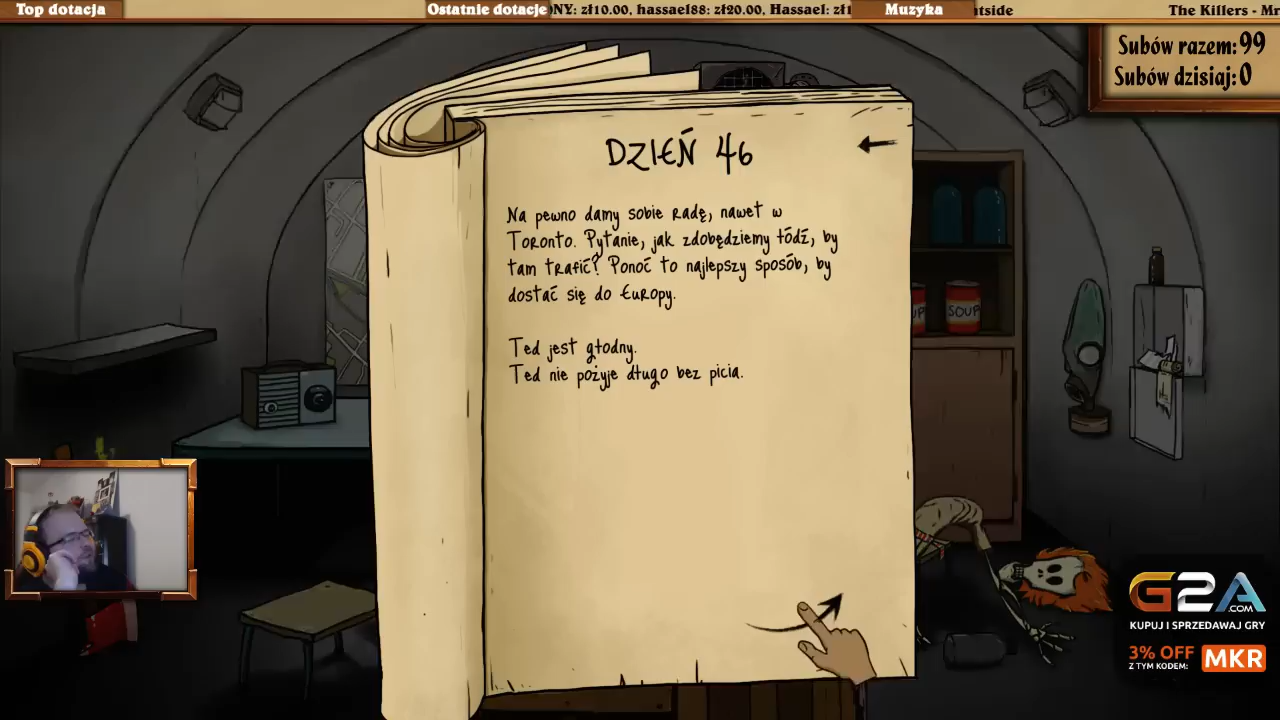 Top dotacja
Ostatnie dotacje
NY: zł10.00, hassael88: zł20.00, Hassael: zł1
Muzyka
tside
The Killers - Mr
Subów razem: 99
Subów dzisiaj: 0
DZIEŃ 46
Na pewno damy sobie radę, nawet w
Toronto. Pytanie, jak zdobędziemy łódź, by
tam trafić? Ponoć to najlepszy sposób, by
dostać się do Europy.
Ted jest głodny.
Ted nie pożyje długo bez picia.
UP
SOUP
G2A
.COM
KUPUJ I SPRZEDAWAJ GRY
3% OFF
Z TYM KODEM:
MKR